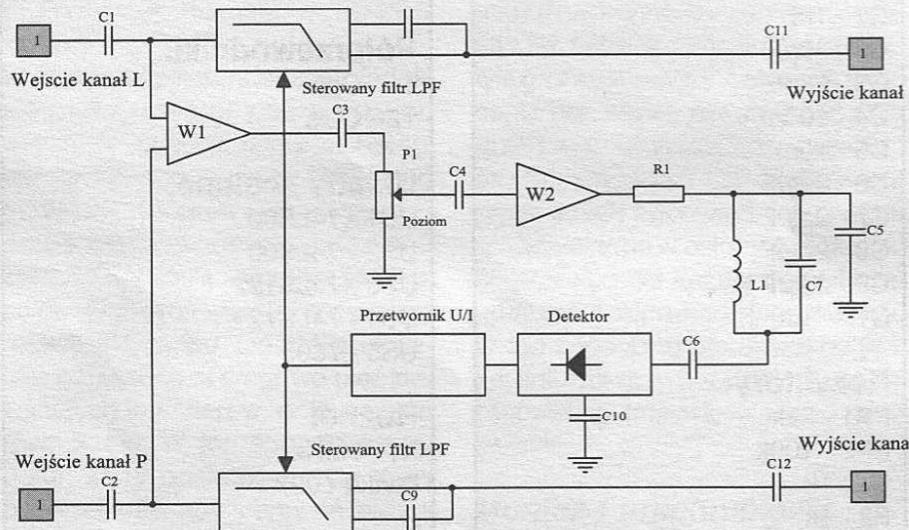 C1
1
Wejscie kanał L
Sterowany filtr LPF
C11
1
Wyjście kanał
W1
C3
P1
Poziom
C4
W2
R1
L1
C7
C5
Przetwornik U/I
Detektor
C6
C10
Sterowany filtr LPF
Wejście kanał P
C2
1
C9
C12
Wyjście kana
1